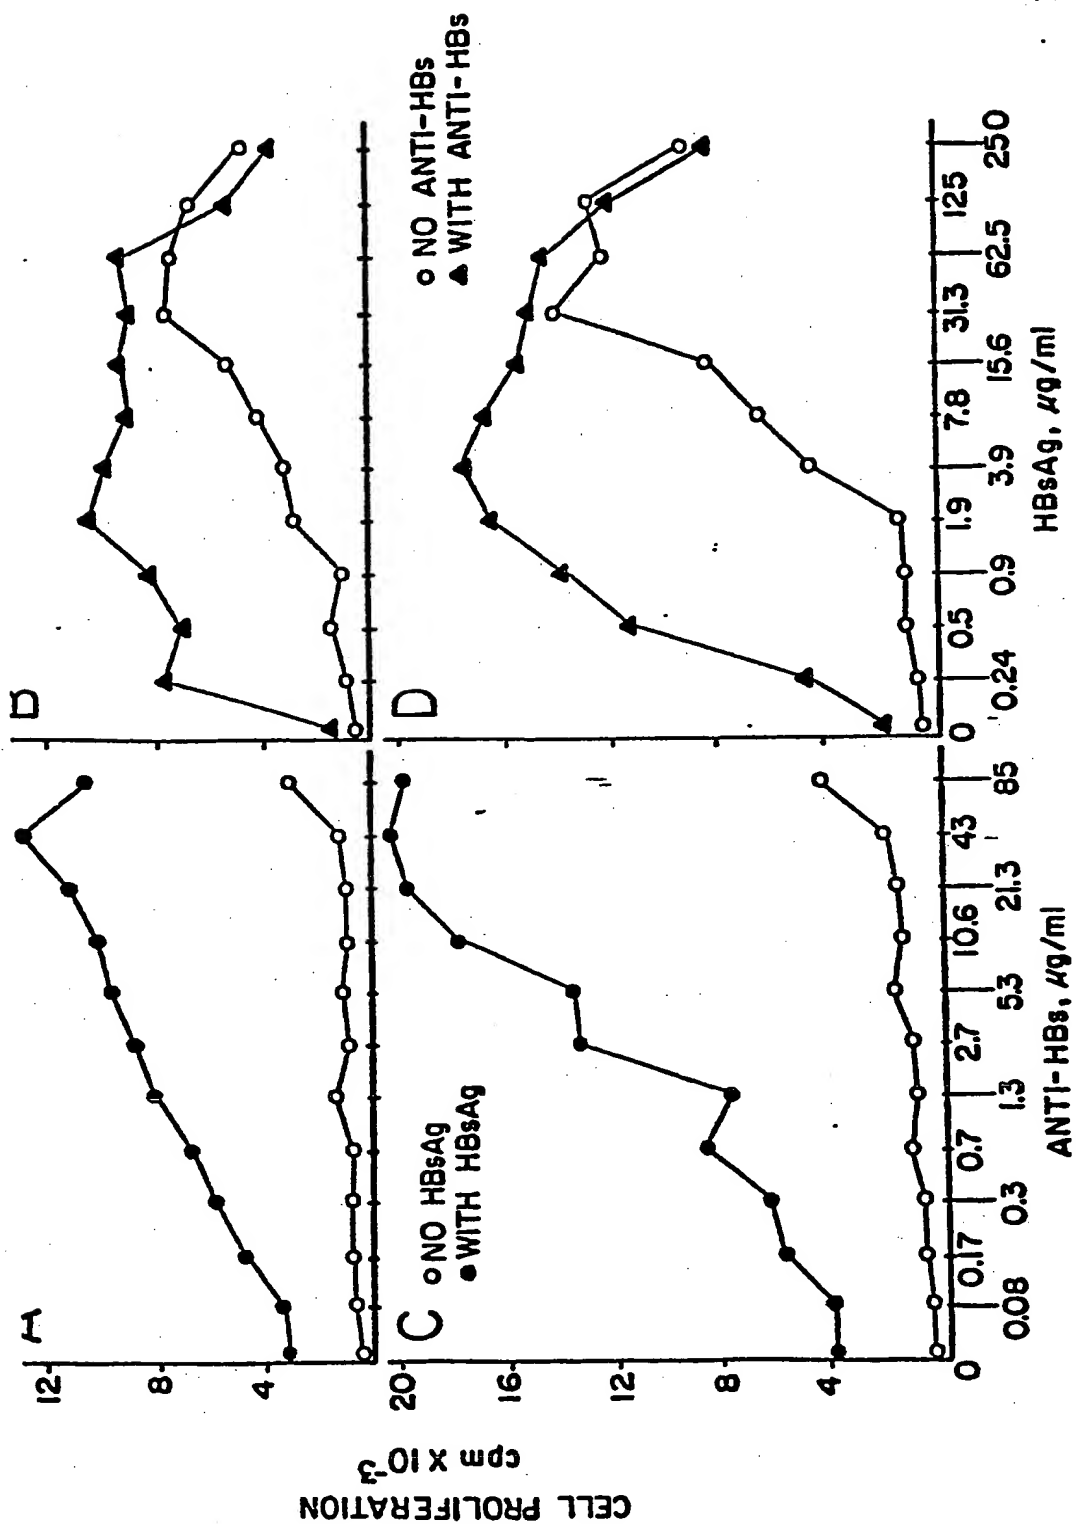 A
B
C
D
12
8
4
20
16
12
8
4
CELL PROLIFERATION
cpm X 10-3
○ NO HBsAg
● WITH HBsAg
○ NO ANTI-HBs
▲ WITH ANTI-HBs
0 0.08 0.17 0.3 0.7 1.3 2.7 5.3 10.6 21.3 43 85
ANTI-HBs, µg/ml
0 0.24 0.5 0.9 1.9 3.9 7.8 15.6 31.3 62.5 125 250
HBsAg, µg/ml